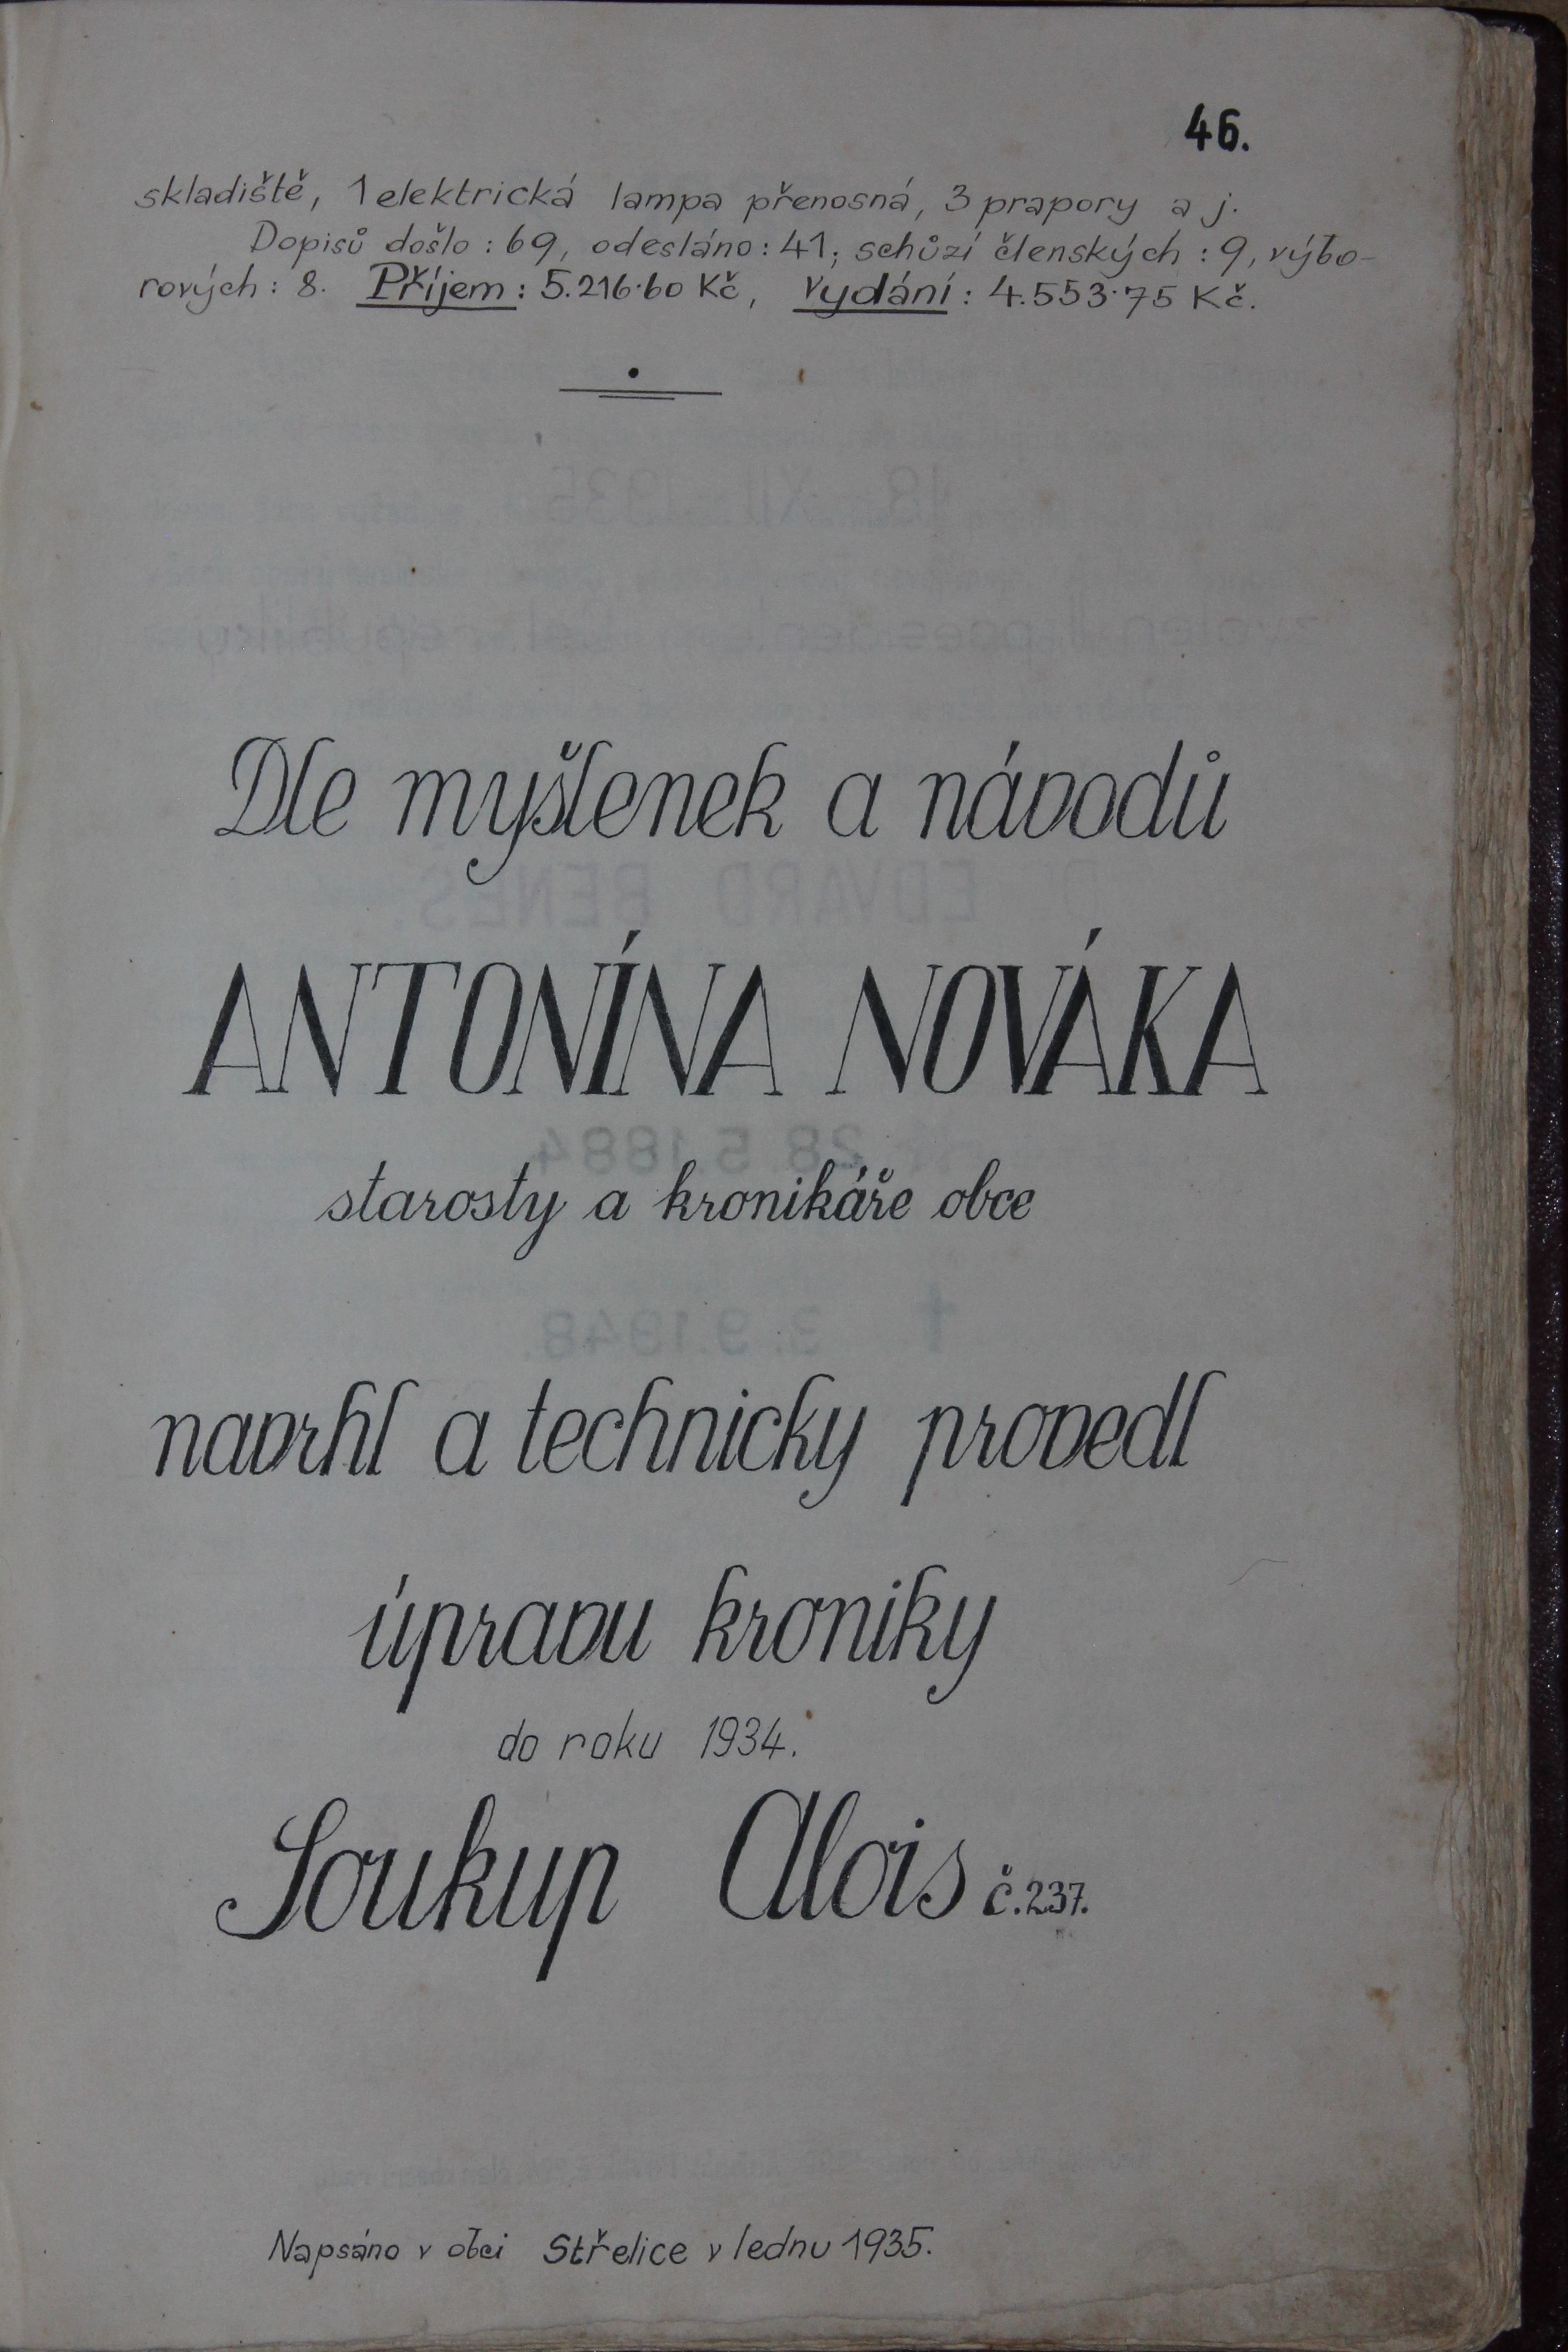 46.
skladiště, 1 elektrická lampa přenosná, 3 prapory a j.
Dopisů došlo : 69, odesláno : 41; schůzí členských : 9, výbo-
rových : 8. Příjem : 5.216·60 Kč, Vydání : 4.553·75 Kč.
Dle myšlenek a návodů
ANTONÍNA NOVÁKA
starosty a kronikáře obce
navrhl a technicky provedl
úpravu kroniky
do roku 1934.
Soukup Alois č.237.
Napsáno v obci Střelice v lednu 1935.